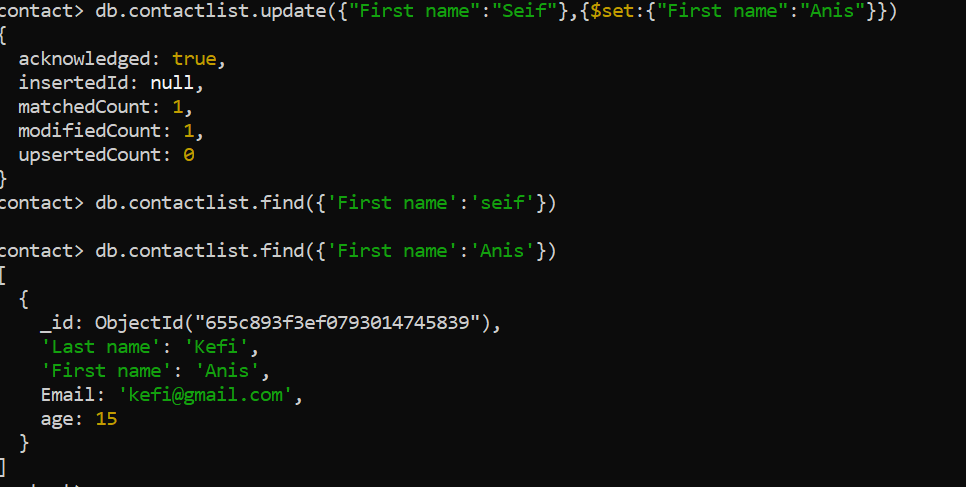 contact> db.contactlist.update({"First name":"Seif"},{$set:{"First name":"Anis"}})
{
  acknowledged: true,
  insertedId: null,
  matchedCount: 1,
  modifiedCount: 1,
  upsertedCount: 0
}
contact> db.contactlist.find({'First name':'seif'})

contact> db.contactlist.find({'First name':'Anis'})
[
  {
    _id: ObjectId("655c893f3ef0793014745839"),
    'Last name': 'Kefi',
    'First name': 'Anis',
    Email: 'kefi@gmail.com',
    age: 15
  }
]